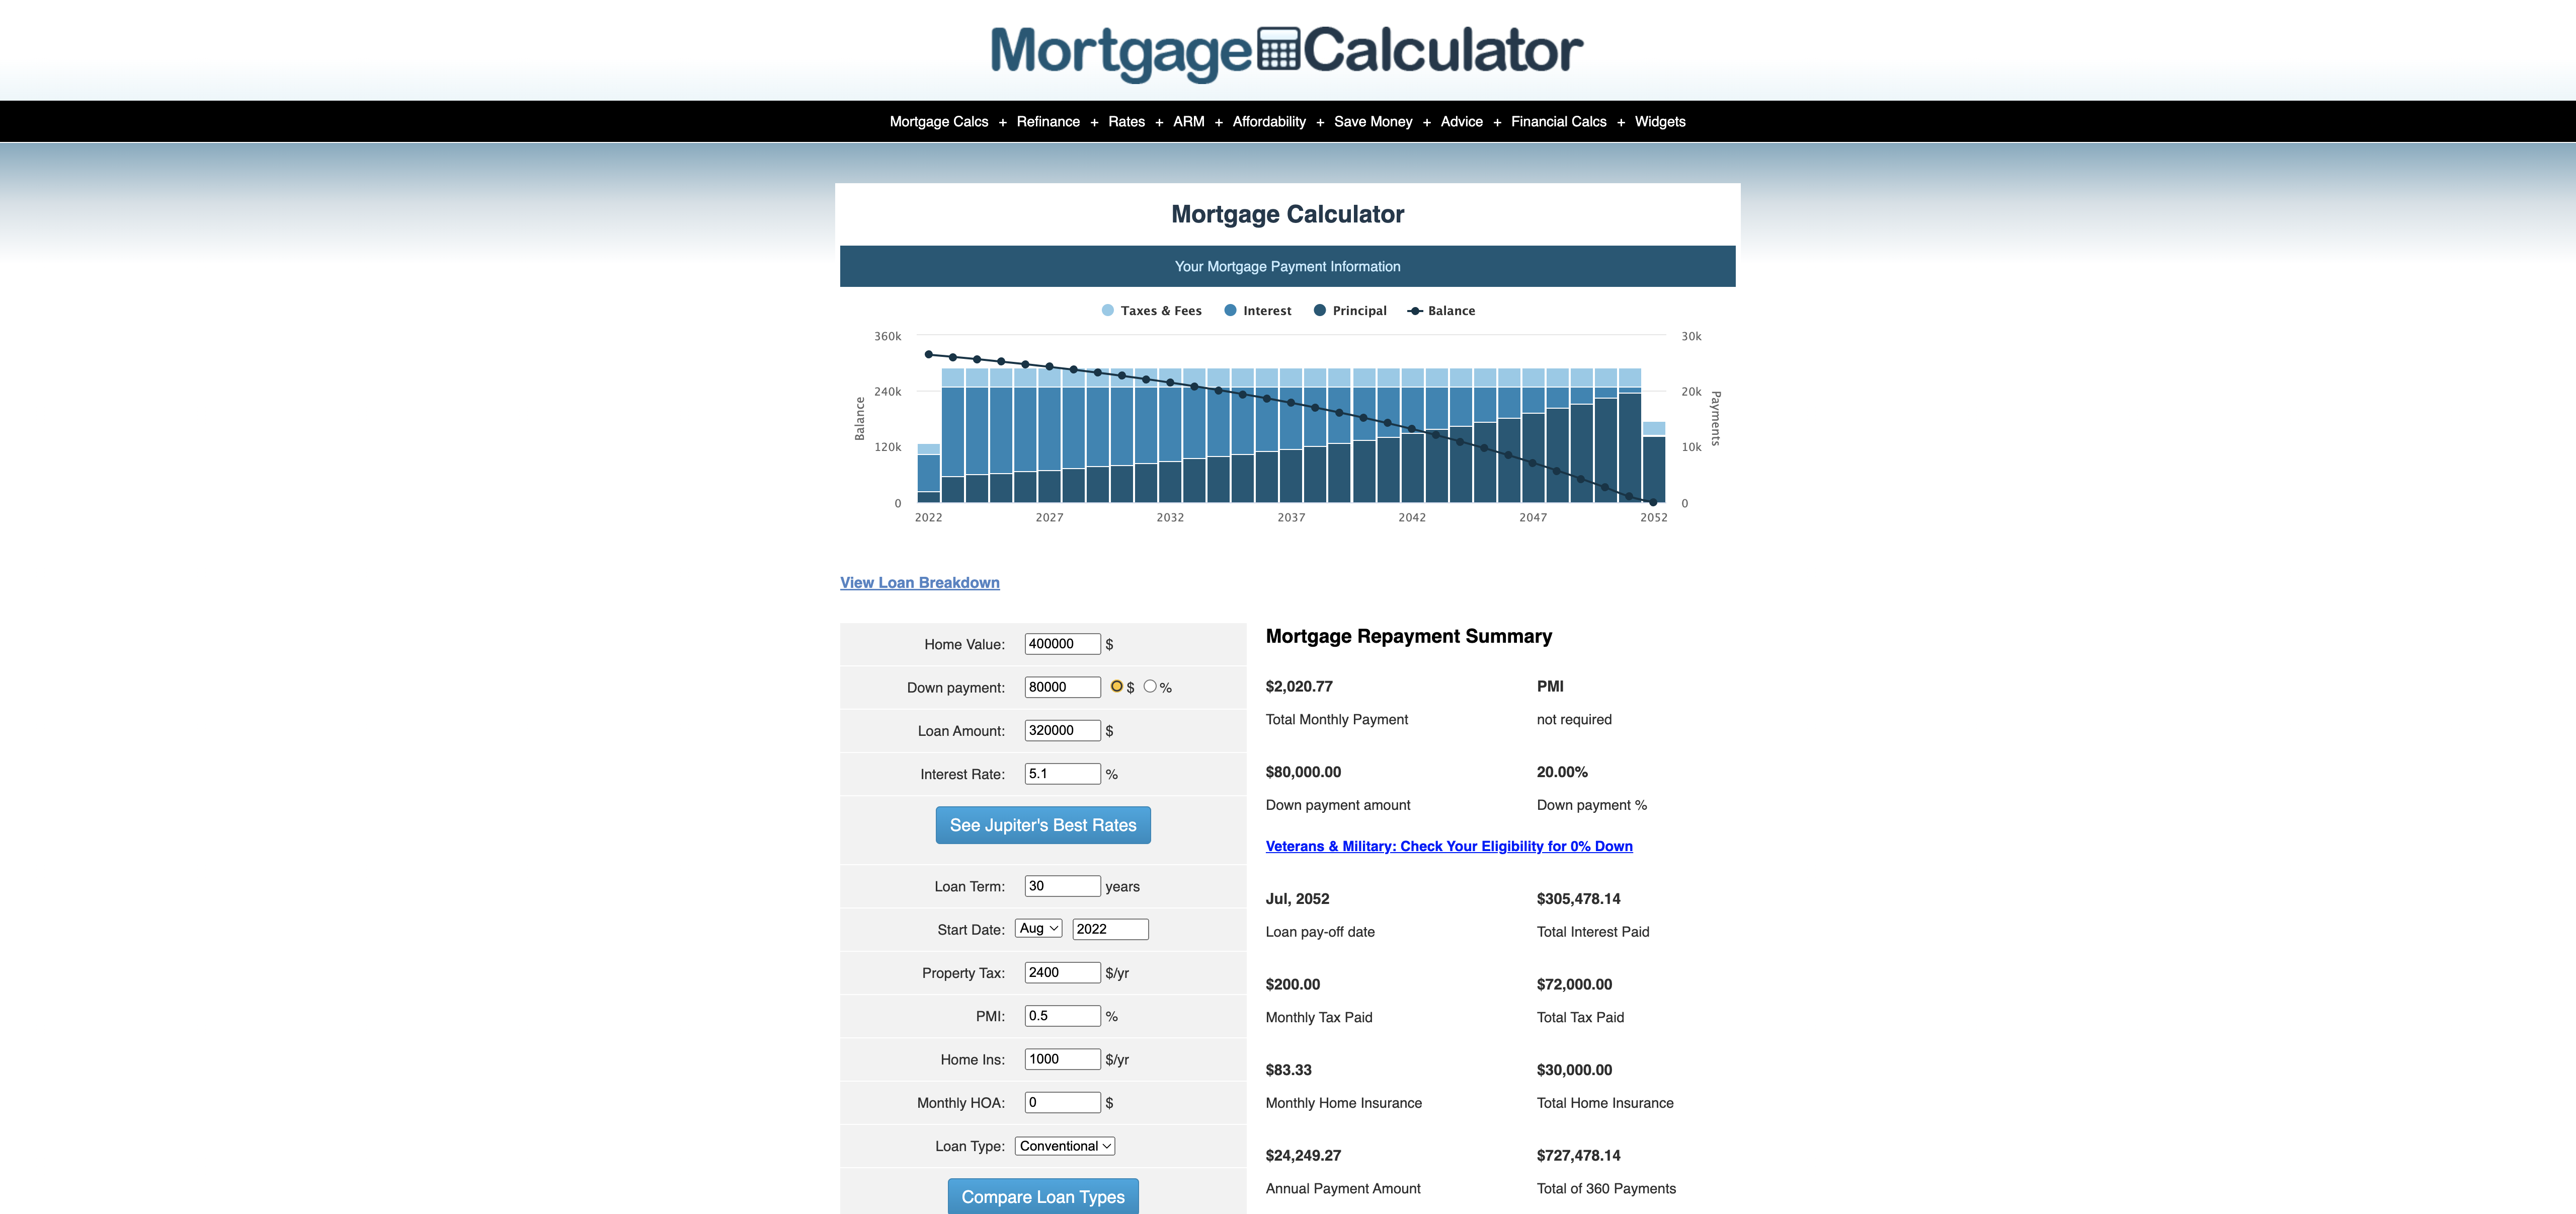 Mortgage Calculator
Mortgage Calcs + Refinance + Rates + ARM + Affordability + Save Money + Advice + Financial Calcs + Widgets
Mortgage Calculator
Your Mortgage Payment Information
Taxes & Fees Interest Principal Balance
360k 30k
240k 20k
120k 10k
0 0
Balance
Payments
2022 2027 2032 2037 2042 2047 2052
View Loan Breakdown
Home Value: 400000 $
Down payment: 80000 $ %
Loan Amount: 320000 $
Interest Rate: 5.1 %
See Jupiter's Best Rates
Loan Term: 30 years
Start Date: Aug 2022
Property Tax: 2400 $/yr
PMI: 0.5 %
Home Ins: 1000 $/yr
Monthly HOA: 0 $
Loan Type: Conventional
Compare Loan Types
Mortgage Repayment Summary
$2,020.77 PMI
Total Monthly Payment not required
$80,000.00 20.00%
Down payment amount Down payment %
Veterans & Military: Check Your Eligibility for 0% Down
Jul, 2052 $305,478.14
Loan pay-off date Total Interest Paid
$200.00 $72,000.00
Monthly Tax Paid Total Tax Paid
$83.33 $30,000.00
Monthly Home Insurance Total Home Insurance
$24,249.27 $727,478.14
Annual Payment Amount Total of 360 Payments